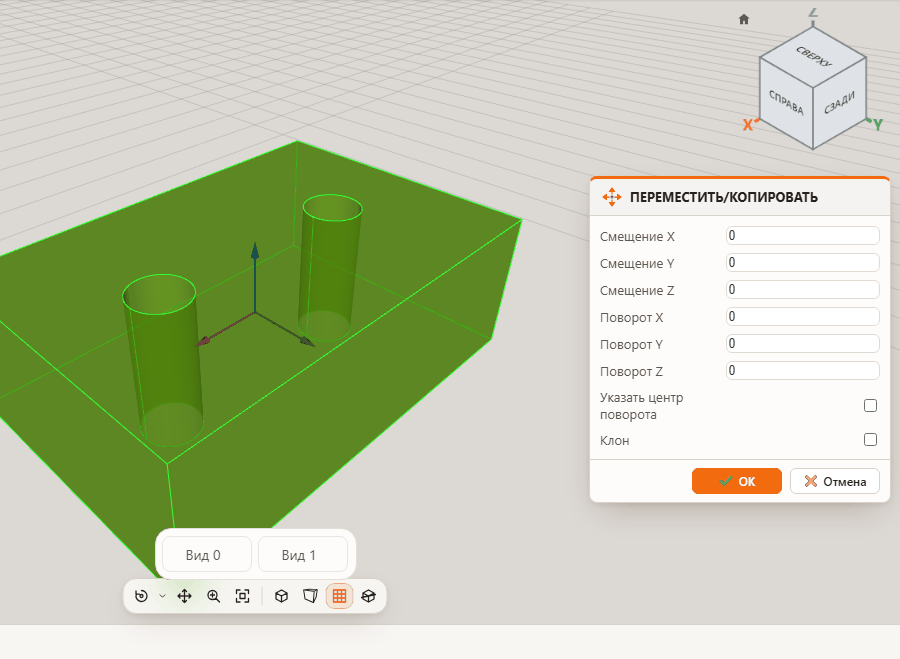 Z
СВЕРХУ
СПРАВА
СЗАДИ
X
Y
ПЕРЕМЕСТИТЬ/КОПИРОВАТЬ
Смещение X 0
Смещение Y 0
Смещение Z 0
Поворот X 0
Поворот Y 0
Поворот Z 0
Указать центр
поворота
Клон
ОК
Отмена
Вид 0
Вид 1